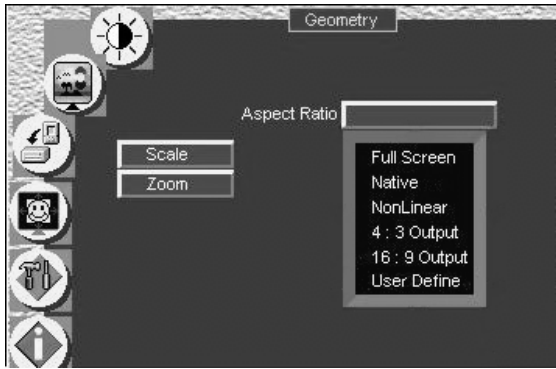 Geometry
Aspect Ratio
Scale
Zoom
Full Screen
Native
NonLinear
4 : 3 Output
16 : 9 Output
User Define